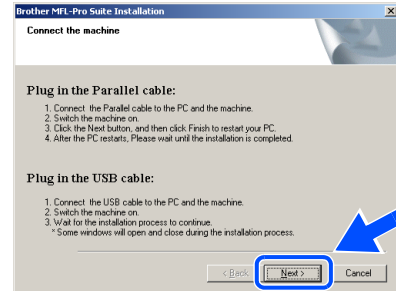 Brother MFL-Pro Suite Installation
Connect the machine
Plug in the Parallel cable:
1. Connect the Parallel cable to the PC and the machine.
2. Switch the machine on.
3. Click the Next button, and then click Finish to restart your PC.
4. After the PC restarts, Please wait until the installation is completed.
Plug in the USB cable:
1. Connect the USB cable to the PC and the machine.
2. Switch the machine on.
3. Wait for the installation process to continue.
* Some windows will open and close during the installation process.
< Back Next > Cancel